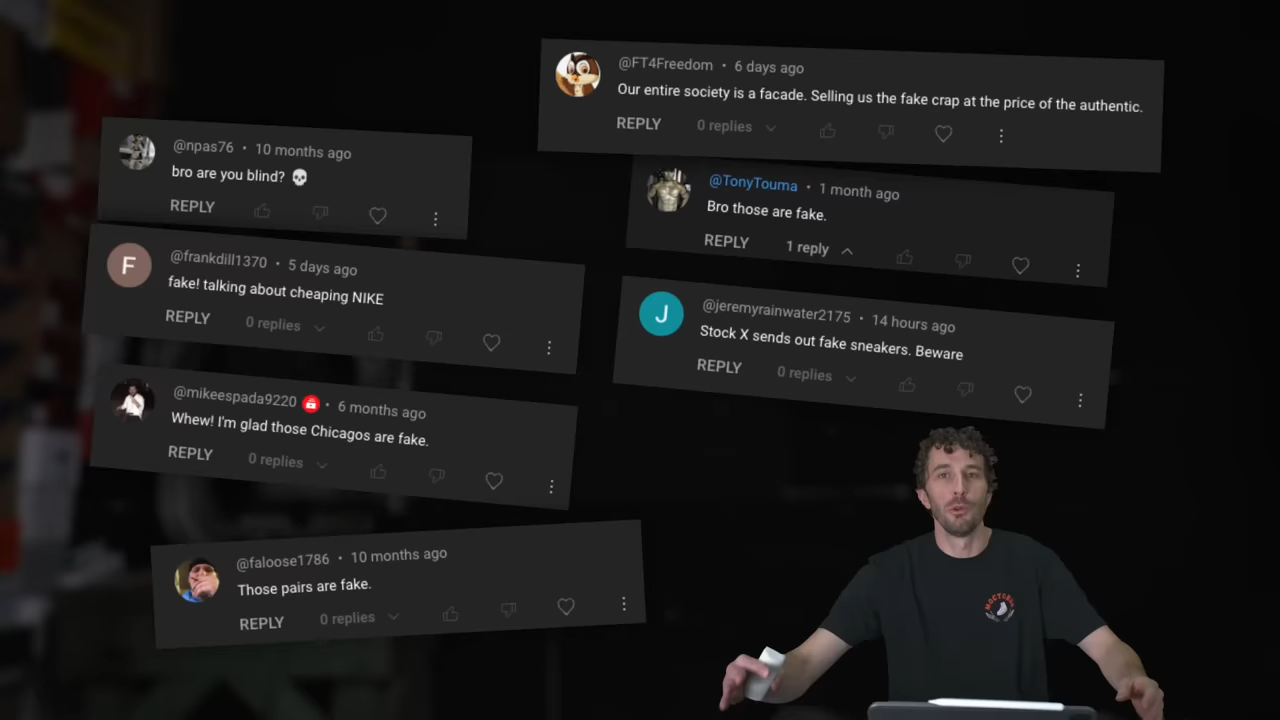 @npas76 • 10 months ago
bro are you blind? 💀
REPLY
@frankdill1370 • 5 days ago
fake! talking about cheaping NIKE
REPLY 0 replies
@mikeespada9220 • 6 months ago
Whew! I'm glad those Chicagos are fake.
REPLY 0 replies
@faloose1786 • 10 months ago
Those pairs are fake.
REPLY 0 replies
@FT4Freedom • 6 days ago
Our entire society is a facade. Selling us the fake crap at the price of the authentic.
REPLY 0 replies
@TonyTouma • 1 month ago
Bro those are fake.
REPLY 1 reply
@jeremyrainwater2175 • 14 hours ago
Stock X sends out fake sneakers. Beware
REPLY 0 replies
F
J